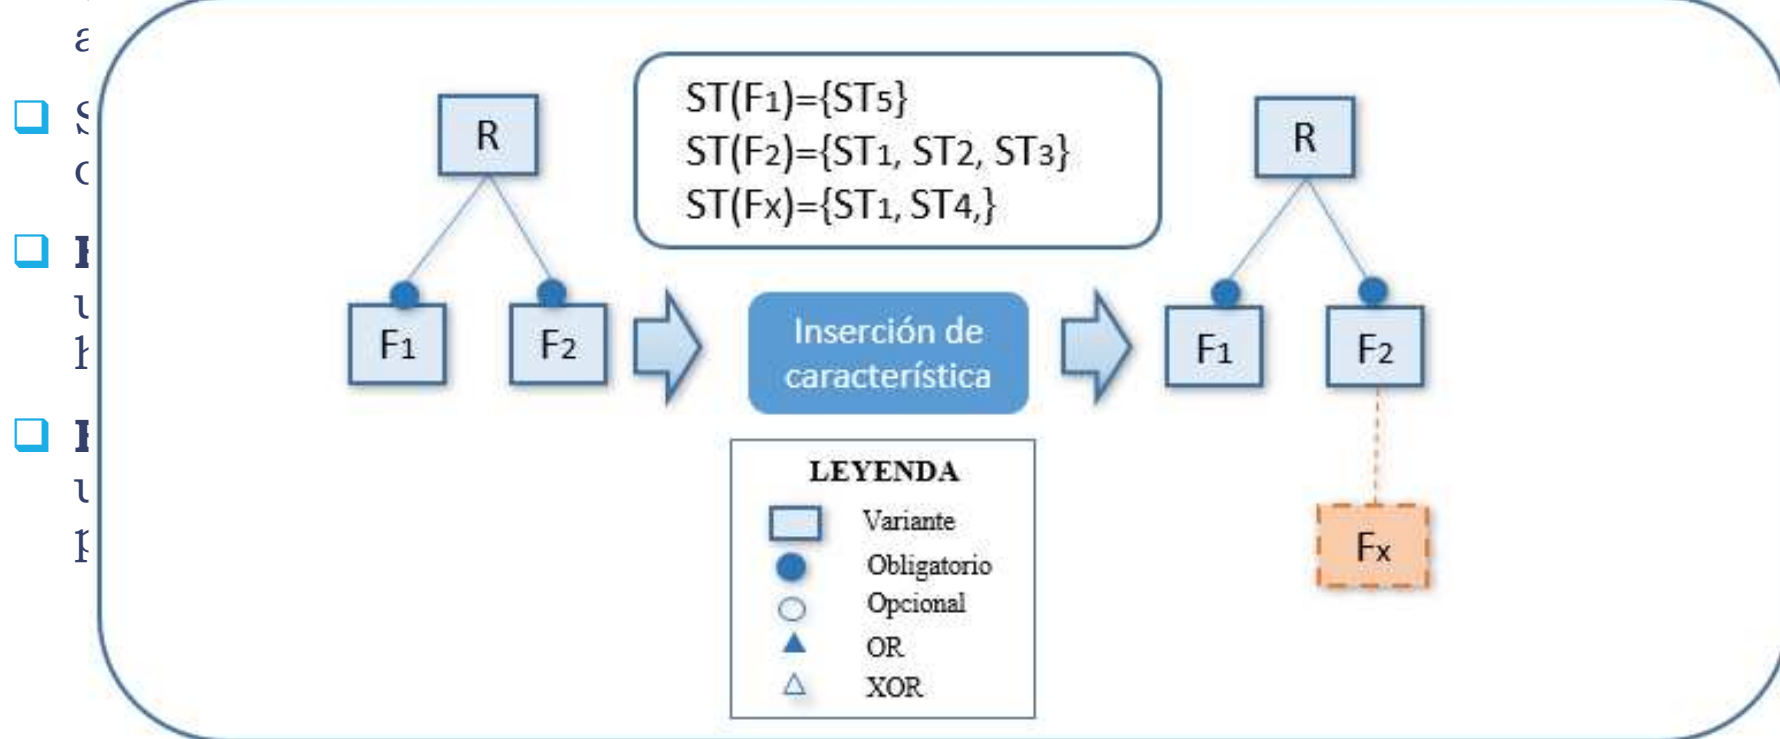 R
ST(F1)={ST5}
ST(F2)={ST1, ST2, ST3}
ST(Fx)={ST1, ST4,}
R
F1
F2
Inserción de
característica
F1
F2
Fx
LEYENDA
Variante
Obligatorio
Opcional
OR
XOR